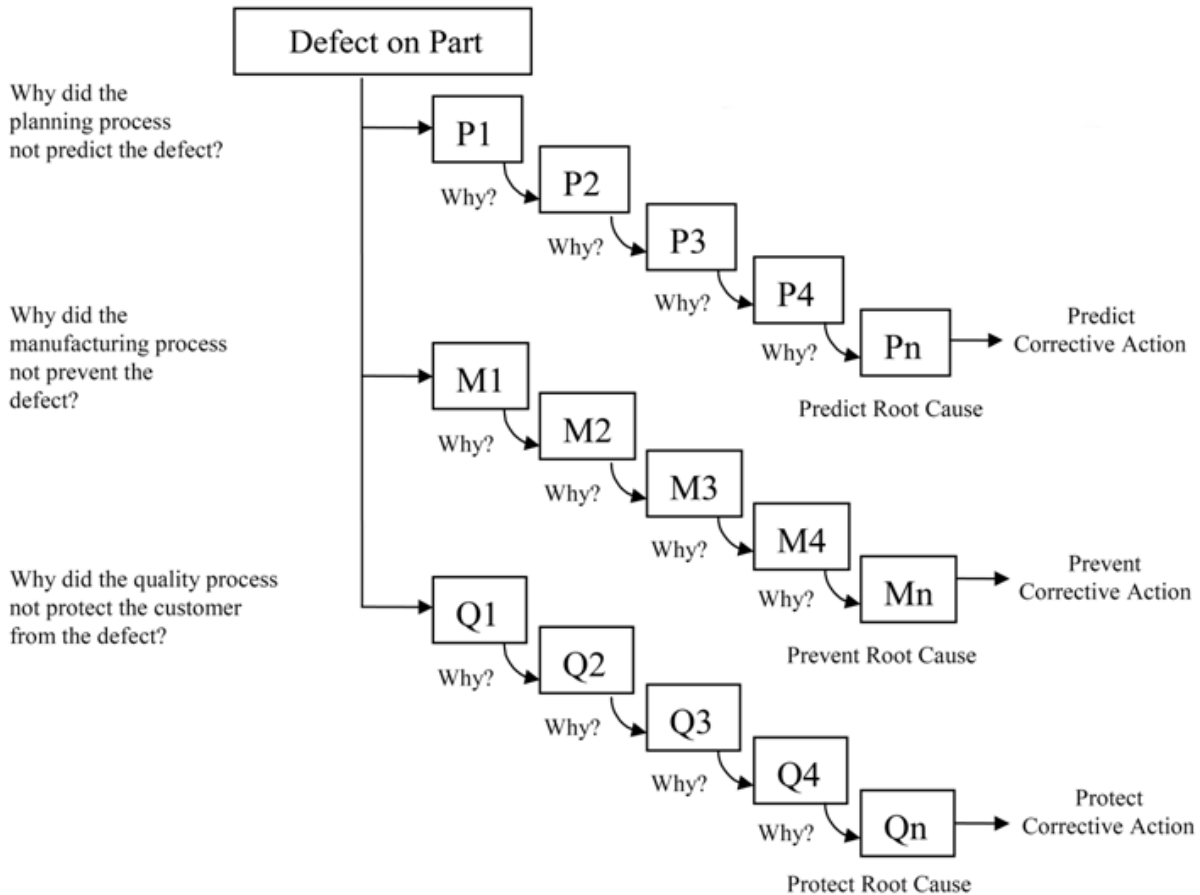 Defect on Part
Why did the
planning process
not predict the defect?
P1
Why?
P2
Why?
P3
Why?
P4
Why?
Pn
Predict
Corrective Action
Predict Root Cause
Why did the
manufacturing process
not prevent the
defect?
M1
Why?
M2
Why?
M3
Why?
M4
Why?
Mn
Prevent
Corrective Action
Prevent Root Cause
Why did the quality process
not protect the customer
from the defect?
Q1
Why?
Q2
Why?
Q3
Why?
Q4
Why?
Qn
Protect
Corrective Action
Protect Root Cause